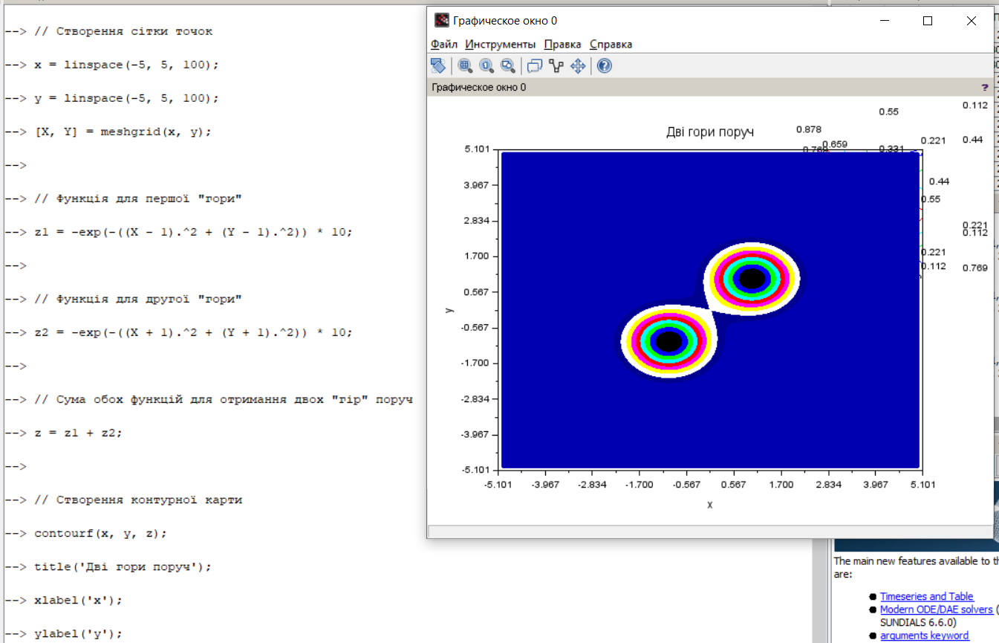 --> // Створення сітки точок
--> x = linspace(-5, 5, 100);
--> y = linspace(-5, 5, 100);
--> [X, Y] = meshgrid(x, y);
-->
--> // Функція для першої "гори"
--> z1 = -exp(-((X - 1).^2 + (Y - 1).^2)) * 10;
-->
--> // Функція для другої "гори"
--> z2 = -exp(-((X + 1).^2 + (Y + 1).^2)) * 10;
-->
--> // Сума обох функцій для отримання двох "гір" поруч
--> z = z1 + z2;
-->
--> // Створення контурної карти
--> contourf(x, y, z);
--> title('Дві гори поруч');
--> xlabel('x');
--> ylabel('y');
Графическое окно 0
Файл Инструменты Правка Справка
Графическое окно 0
?
0.112
0.55
0.878
Дві гори поруч
0.221
0.44
0.659
0.769
0.331
0.44
0.55
0.221
0.112
0.221
0.112
0.769
5.101
3.967
2.834
1.700
0.567
-0.567
-1.700
-2.834
-3.967
-5.101
y
-5.101 -3.967 -2.834 -1.700 -0.567 0.567 1.700 2.834 3.967 5.101
x
The main new features available to
are:
Timeseries and Table
Modern ODE/DAE solvers (
SUNDIALS 6.6.0)
arguments keyword